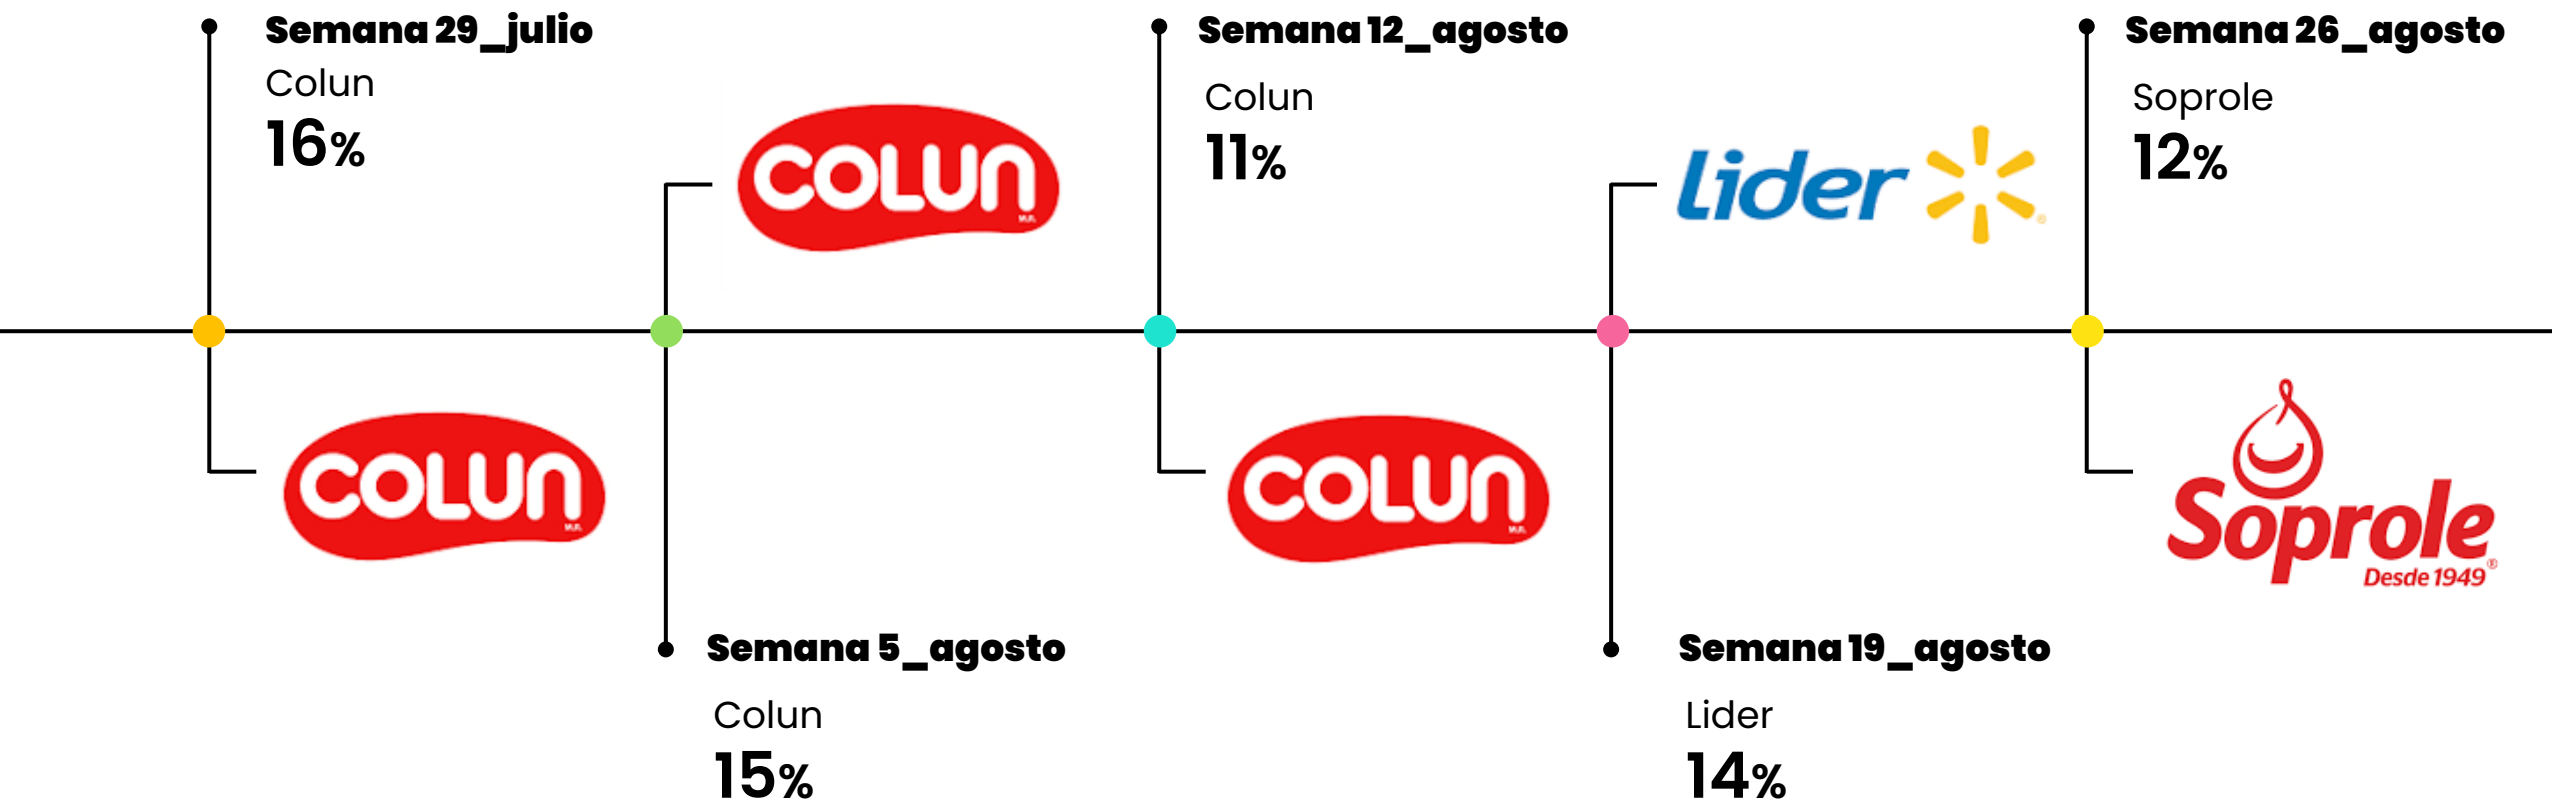 Semana 29_julio
Colun
16%
COLUN
Semana 5_agosto
Colun
15%
COLUN
Semana 12_agosto
Colun
11%
COLUN
Semana 19_agosto
Lider
14%
Lider
Semana 26_agosto
Soprole
12%
Soprole
Desde 1949